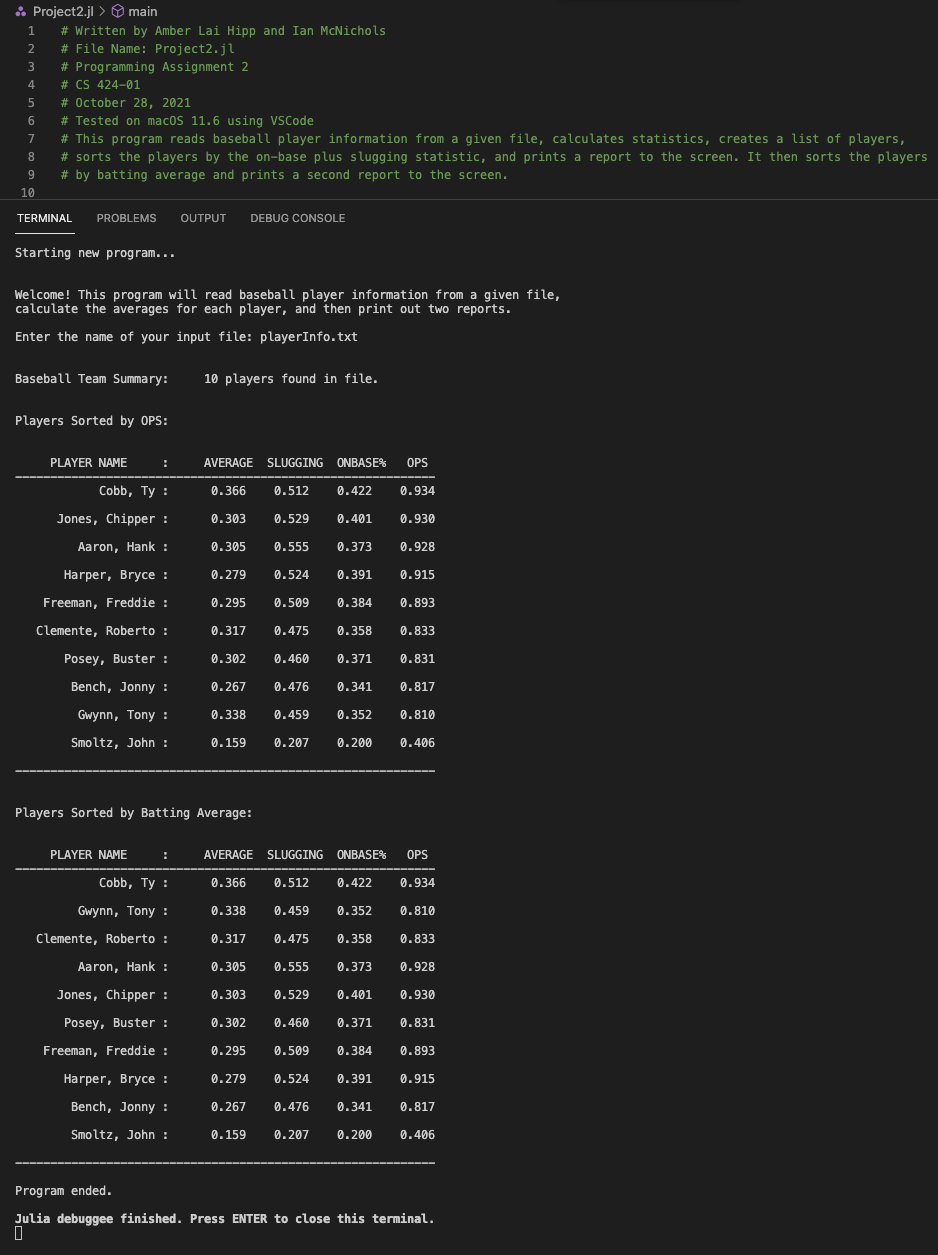 Project2.jl > main
1 # Written by Amber Lai Hipp and Ian McNichols
2 # File Name: Project2.jl
3 # Programming Assignment 2
4 # CS 424-01
5 # October 28, 2021
6 # Tested on macOS 11.6 using VSCode
7 # This program reads baseball player information from a given file, calculates statistics, creates a list of players,
8 # sorts the players by the on-base plus slugging statistic, and prints a report to the screen. It then sorts the players
9 # by batting average and prints a second report to the screen.
10
TERMINAL PROBLEMS OUTPUT DEBUG CONSOLE
Starting new program...
Welcome! This program will read baseball player information from a given file,
calculate the averages for each player, and then print out two reports.
Enter the name of your input file: playerInfo.txt
Baseball Team Summary: 10 players found in file.
Players Sorted by OPS:
PLAYER NAME : AVERAGE SLUGGING ONBASE% OPS
------------------------------------------------------------
Cobb, Ty : 0.366 0.512 0.422 0.934
Jones, Chipper : 0.303 0.529 0.401 0.930
Aaron, Hank : 0.305 0.555 0.373 0.928
Harper, Bryce : 0.279 0.524 0.391 0.915
Freeman, Freddie : 0.295 0.509 0.384 0.893
Clemente, Roberto : 0.317 0.475 0.358 0.833
Posey, Buster : 0.302 0.460 0.371 0.831
Bench, Jonny : 0.267 0.476 0.341 0.817
Gwynn, Tony : 0.338 0.459 0.352 0.810
Smoltz, John : 0.159 0.207 0.200 0.406
------------------------------------------------------------
Players Sorted by Batting Average:
PLAYER NAME : AVERAGE SLUGGING ONBASE% OPS
------------------------------------------------------------
Cobb, Ty : 0.366 0.512 0.422 0.934
Gwynn, Tony : 0.338 0.459 0.352 0.810
Clemente, Roberto : 0.317 0.475 0.358 0.833
Aaron, Hank : 0.305 0.555 0.373 0.928
Jones, Chipper : 0.303 0.529 0.401 0.930
Posey, Buster : 0.302 0.460 0.371 0.831
Freeman, Freddie : 0.295 0.509 0.384 0.893
Harper, Bryce : 0.279 0.524 0.391 0.915
Bench, Jonny : 0.267 0.476 0.341 0.817
Smoltz, John : 0.159 0.207 0.200 0.406
------------------------------------------------------------
Program ended.
Julia debuggee finished. Press ENTER to close this terminal.